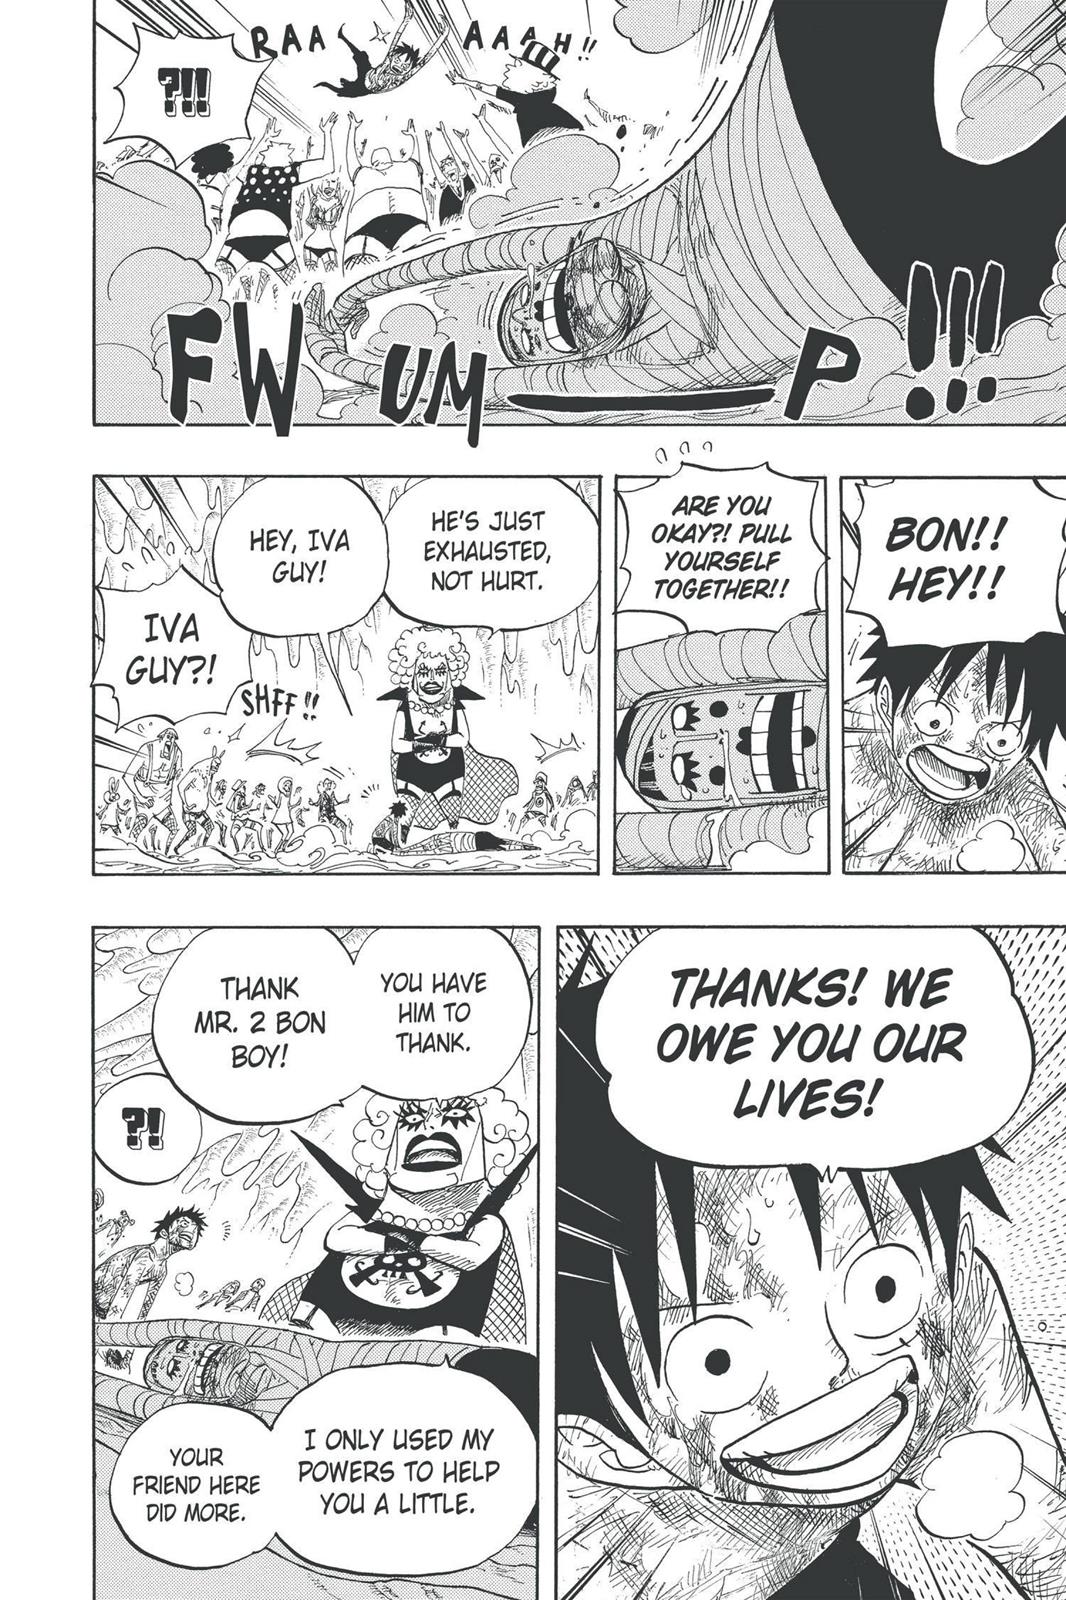 RAA
AAAH!!
?!!
FWUMP!!!
BON!!
HEY!!
ARE YOU
OKAY?! PULL
YOURSELF
TOGETHER!!
HE'S JUST
EXHAUSTED,
NOT HURT.
HEY, IVA
GUY!
IVA
GUY?!
SHFF!!
THANKS! WE
OWE YOU OUR
LIVES!
YOU HAVE
HIM TO
THANK.
THANK
MR. 2 BON
BOY!
?!
I ONLY USED MY
POWERS TO HELP
YOU A LITTLE.
YOUR
FRIEND HERE
DID MORE.